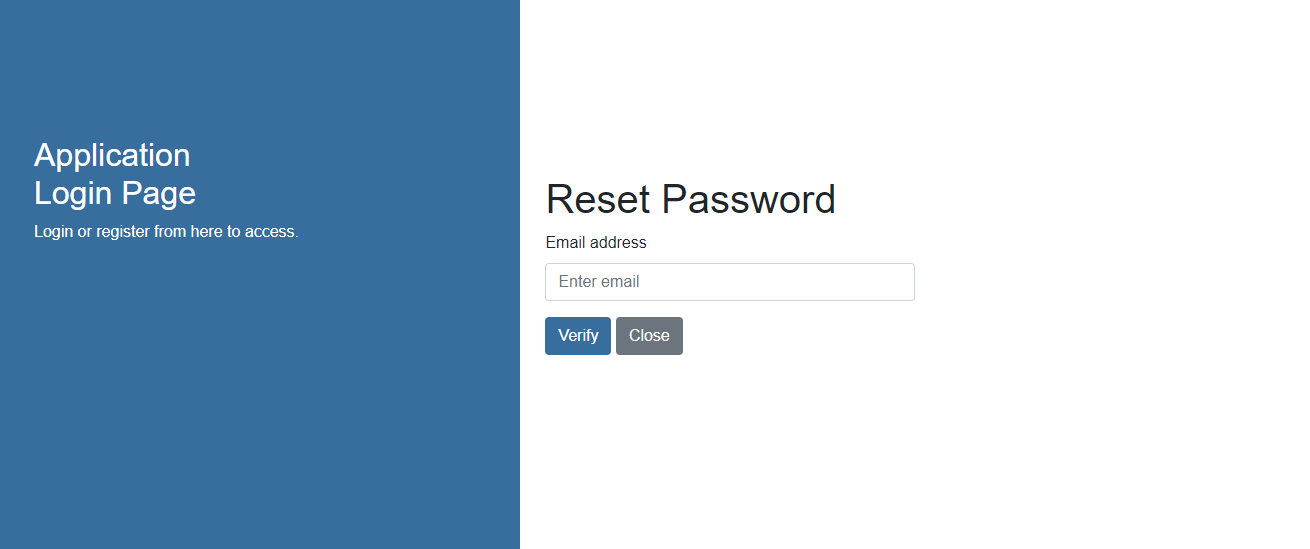 Application
Login Page
Login or register from here to access.
Reset Password
Email address
Enter email
Verify Close